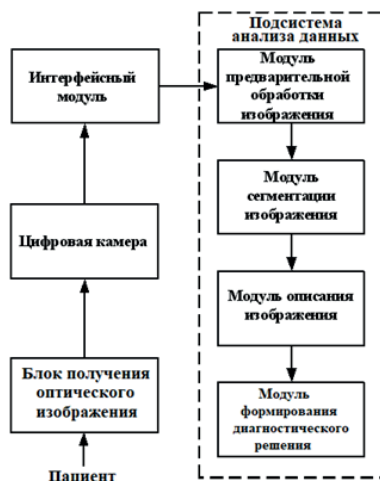 Подсистема
анализа данных
Интерфейсный
модуль
Модуль
предварительной
обработки
изображения
Модуль
сегментации
изображения
Цифровая камера
Модуль описания
изображения
Блок получения
оптического
изображения
Модуль
формирования
диагностического
решения
Пациент